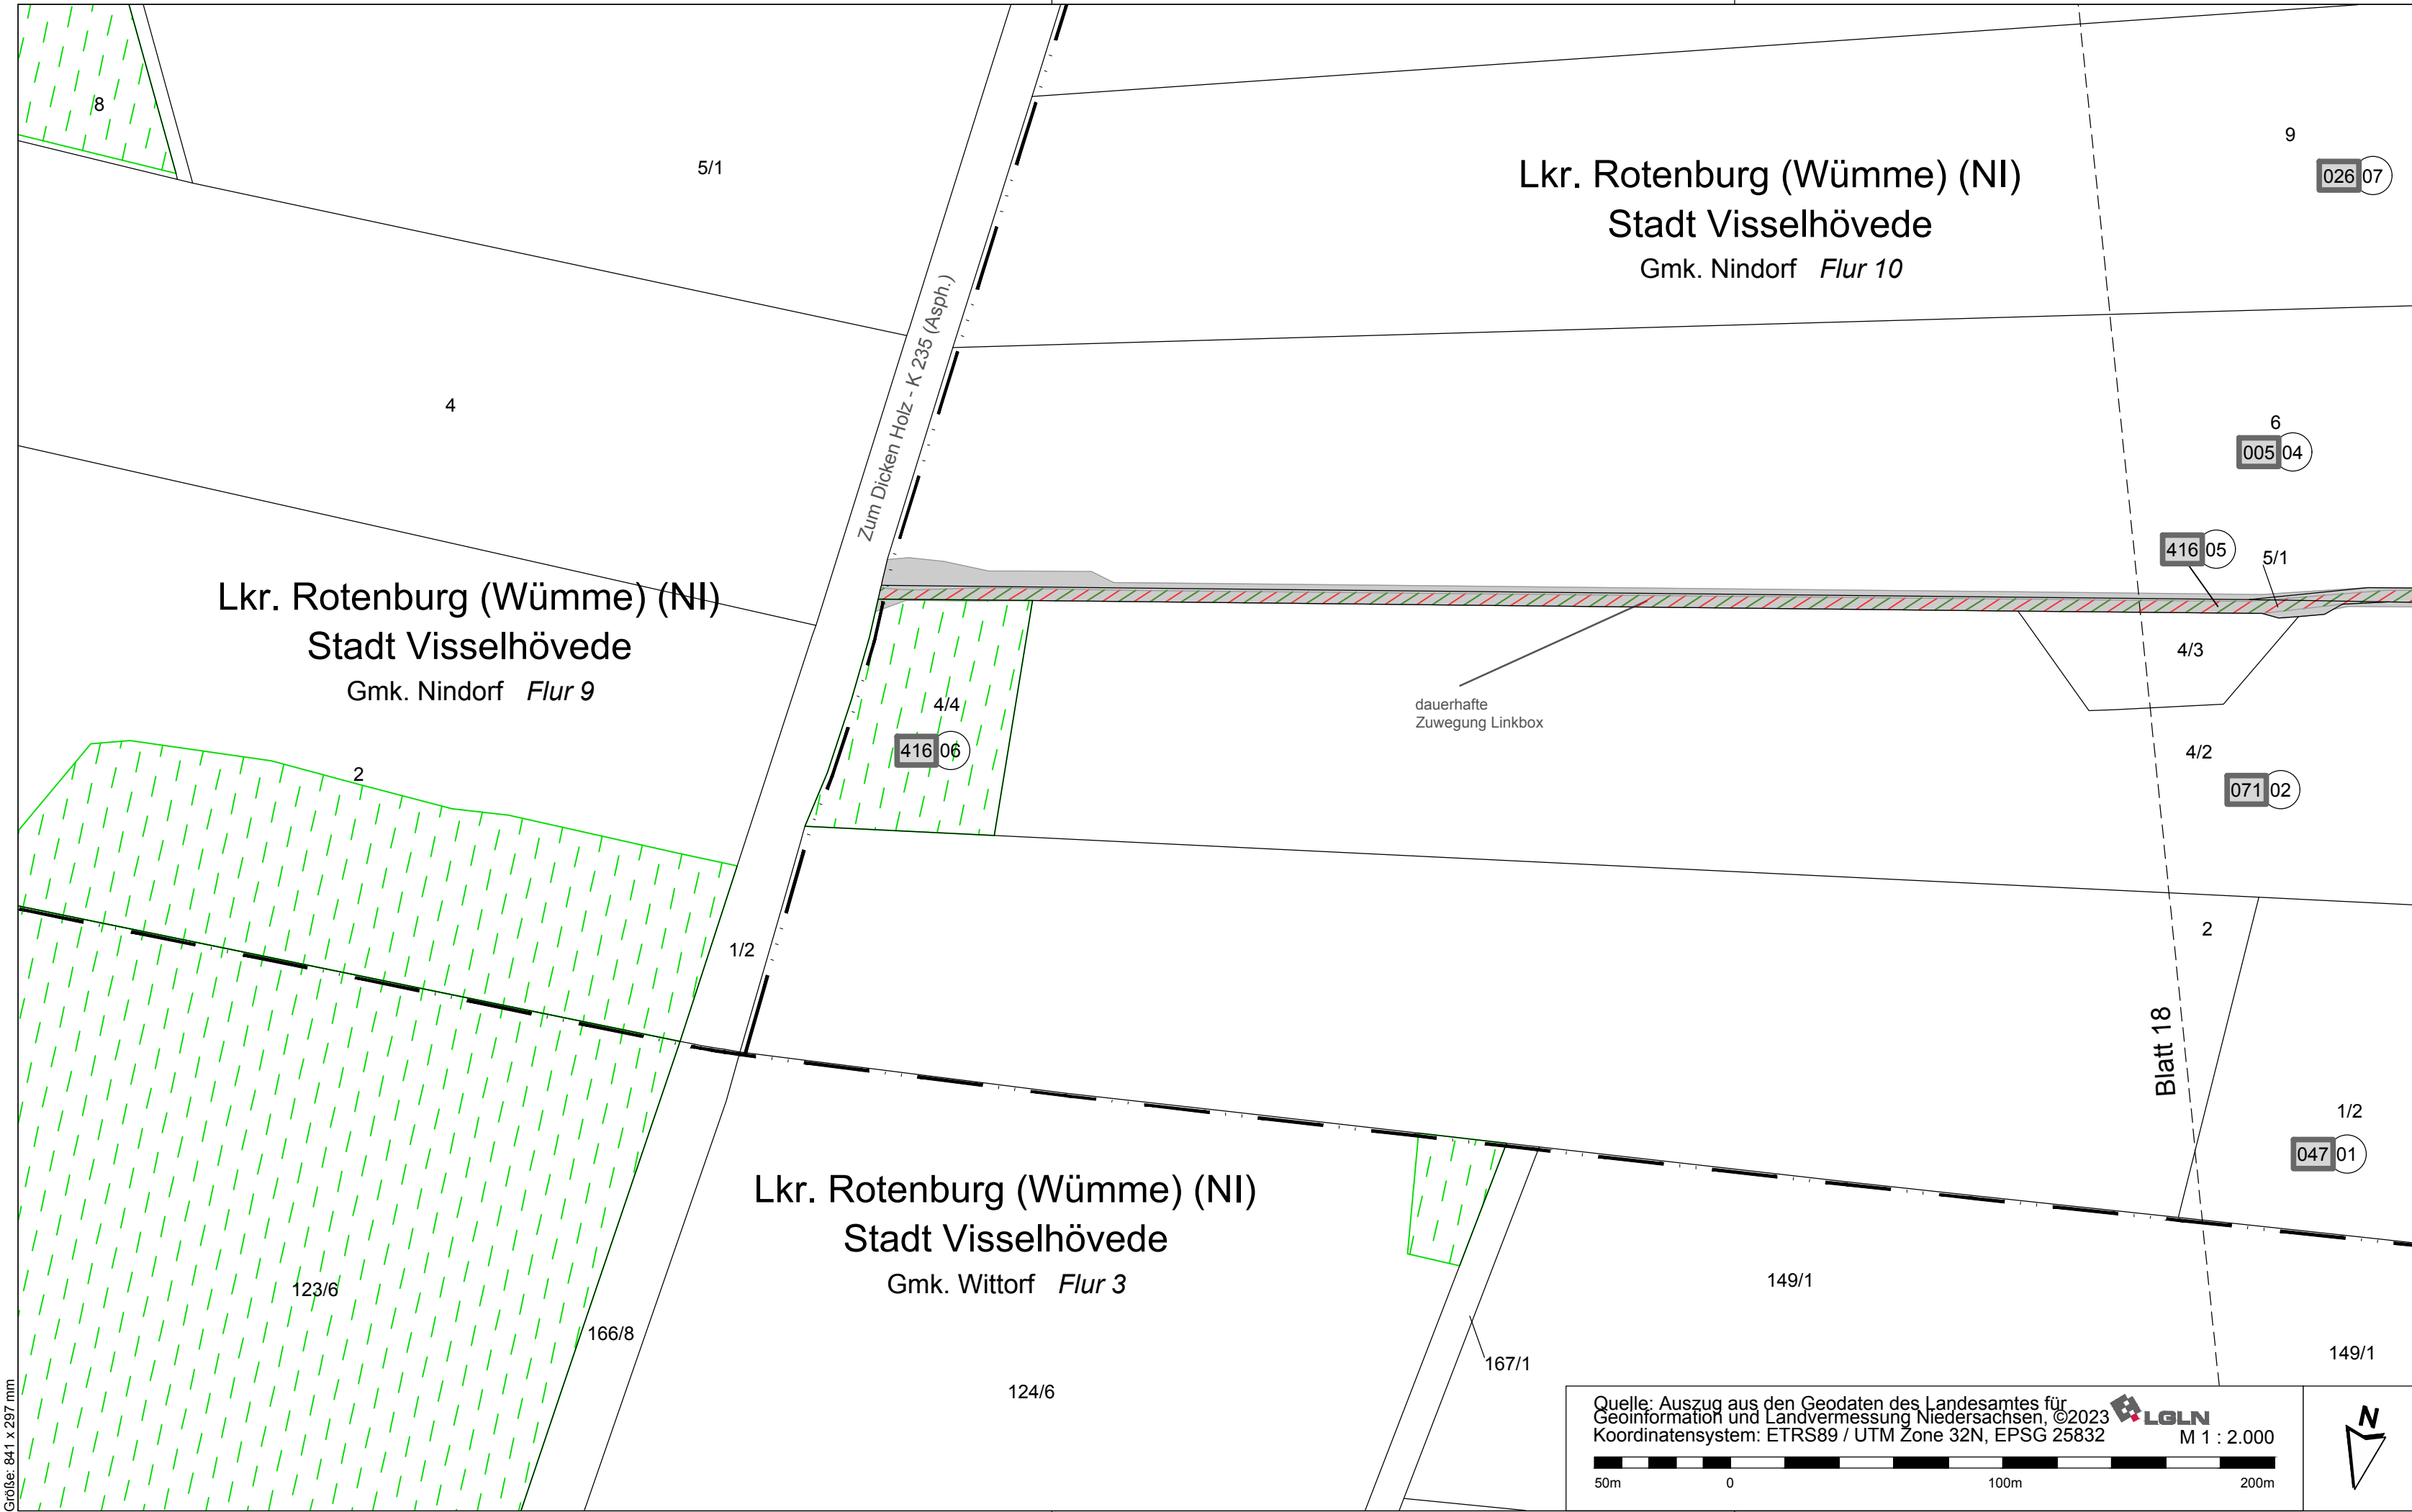 8
5/1
9
Lkr. Rotenburg (Wümme) (NI)
Stadt Visselhövede
Gmk. Nindorf Flur 10
026 07
Zum Dicken Holz - K 235 (Asph.)
4
6
005 04
416 05
5/1
Lkr. Rotenburg (Wümme) (NI)
Stadt Visselhövede
Gmk. Nindorf Flur 9
4/3
4/4
416 06
dauerhafte
Zuwegung Linkbox
4/2
071 02
2
1/2
2
Blatt 18
1/2
047 01
Lkr. Rotenburg (Wümme) (NI)
Stadt Visselhövede
Gmk. Wittorf Flur 3
123/6
166/8
124/6
167/1
149/1
149/1
Größe: 841 x 297 mm
Quelle: Auszug aus den Geodaten des Landesamtes für
Geoinformation und Landvermessung Niedersachsen, ©2023
LGLN
Koordinatensystem: ETRS89 / UTM Zone 32N, EPSG 25832
M 1 : 2.000
50m 0 100m 200m
N